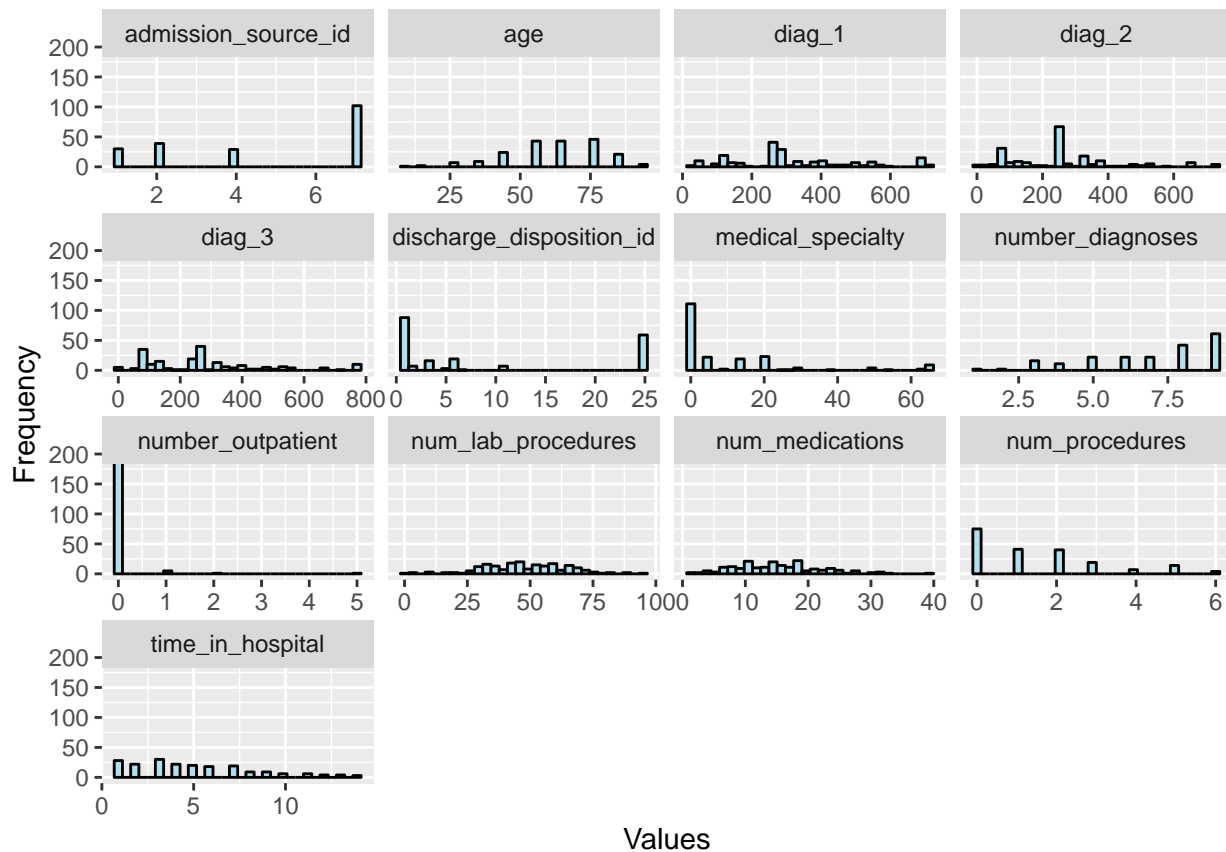 admission_source_id age diag_1 diag_2
200
150
100
50
0
2 4 6 25 50 75 0 200 400 600 0 200 400 600
diag_3 discharge_disposition_id medical_specialty number_diagnoses
200
150
100
50
0
0 200 400 600 800 0 5 10 15 20 25 0 20 40 60 2.5 5.0 7.5
Frequency
number_outpatient num_lab_procedures num_medications num_procedures
200
150
100
50
0
0 1 2 3 4 5 0 25 50 75 100 0 10 20 30 40 0 2 4 6
time_in_hospital
200
150
100
50
0
0 5 10
Values